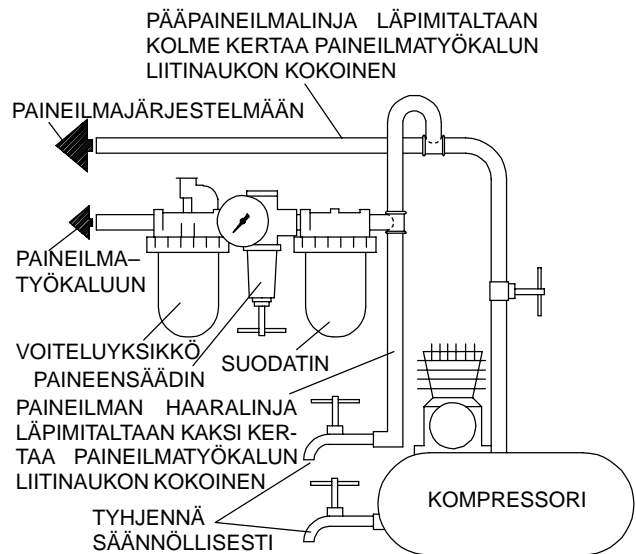 PÄÄPAINEILMALINJA LÄPIMITALTAAN
KOLME KERTAA PAINEILMATYÖKALUN
LIITINAUKON KOKOINEN
PAINEILMAJÄRJESTELMÄÄN
PAINEILMA–
TYÖKALUUN
VOITELUYKSIKKÖ
SUODATIN
PAINEENSÄÄDIN
PAINEILMAN HAARALINJA
LÄPIMITALTAAN KAKSI KER-
TAA PAINEILMATYÖKALUN
LIITINAUKON KOKOINEN
KOMPRESSORI
TYHJENNÄ
SÄÄNNÖLLISESTI